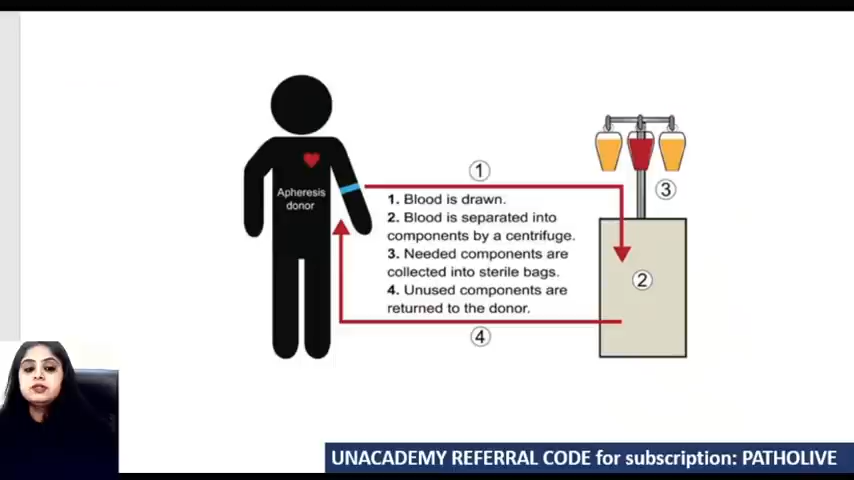 Apheresis
donor
1
1. Blood is drawn.
2. Blood is separated into
components by a centrifuge.
3. Needed components are
collected into sterile bags.
4. Unused components are
returned to the donor.
3
2
4
UNACADEMY REFERRAL CODE for subscription: PATHOLIVE